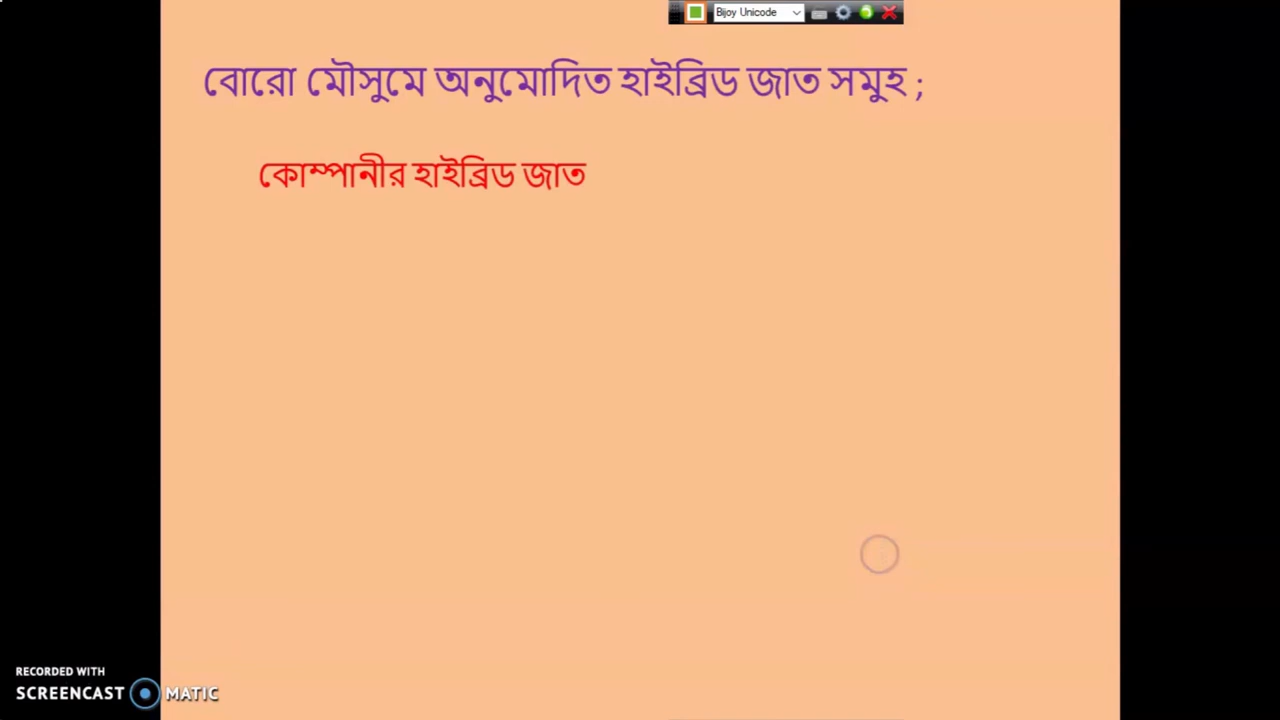 Bijoy Unicode
বোরো মৌসুমে অনুমোদিত হাইব্রিড জাত সমুহ ;
কোম্পানীর হাইব্রিড জাত
RECORDED WITH
SCREENCAST MATIC